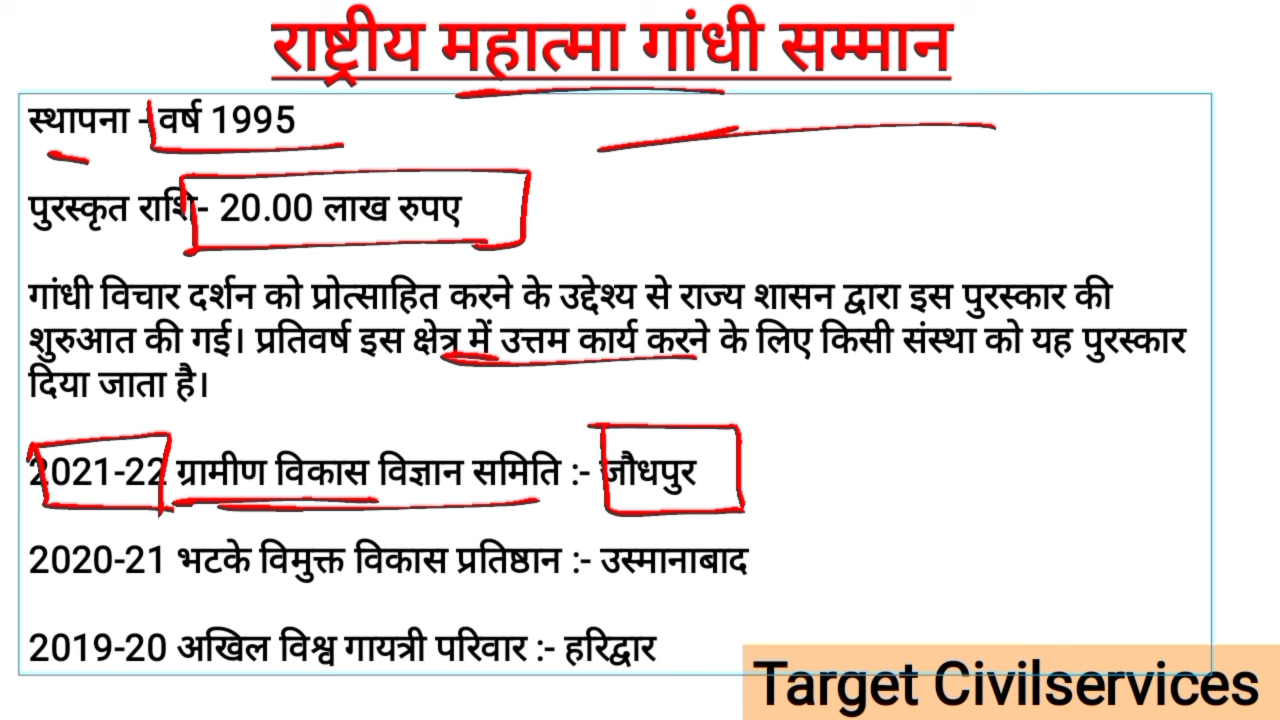 राष्ट्रीय महात्मा गांधी सम्मान
स्थापना - वर्ष 1995
पुरस्कृत राशि- 20.00 लाख रुपए
गांधी विचार दर्शन को प्रोत्साहित करने के उद्देश्य से राज्य शासन द्वारा इस पुरस्कार की
शुरुआत की गई। प्रतिवर्ष इस क्षेत्र में उत्तम कार्य करने के लिए किसी संस्था को यह पुरस्कार
दिया जाता है।
2021-22 ग्रामीण विकास विज्ञान समिति :- जौधपुर
2020-21 भटके विमुक्त विकास प्रतिष्ठान :- उस्मानाबाद
2019-20 अखिल विश्व गायत्री परिवार :- हरिद्वार
Target Civilservices